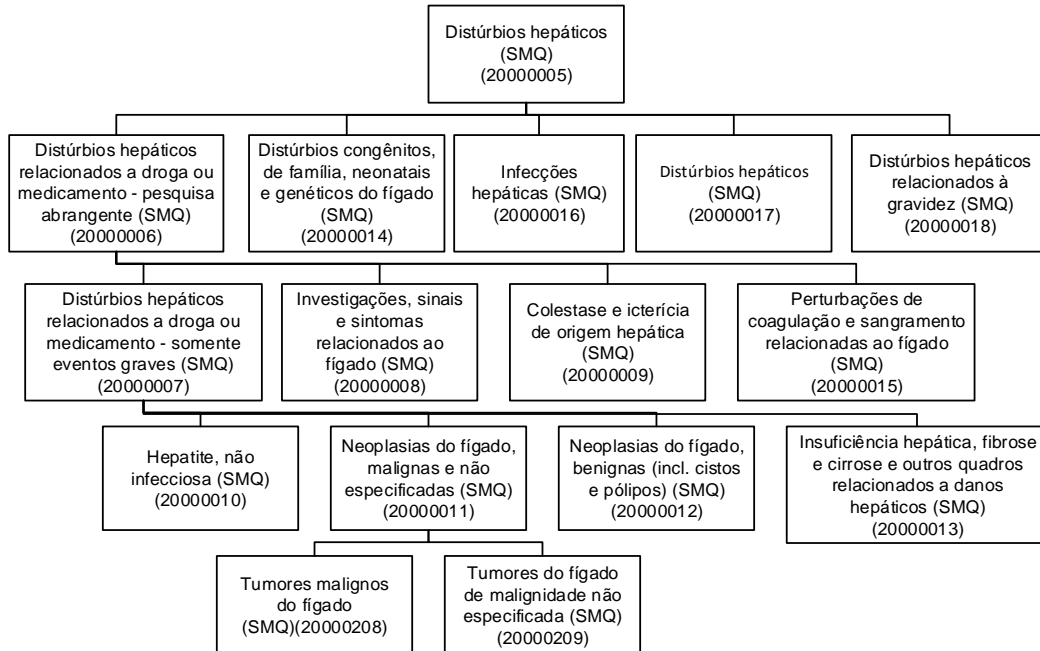 Distúrbios hepáticos
(SMQ)
(20000005)
Distúrbios hepáticos
relacionados a droga ou
medicamento - pesquisa
abrangente (SMQ)
(20000006)
Distúrbios congênitos,
de família, neonatais
e genéticos do fígado
(SMQ)
(20000014)
Infecções
hepáticas (SMQ)
(20000016)
Distúrbios hepáticos
(SMQ)
(20000017)
Distúrbios hepáticos
relacionados à
gravidez (SMQ)
(20000018)
Distúrbios hepáticos
relacionados a droga ou
medicamento - somente
eventos graves (SMQ)
(20000007)
Investigações, sinais
e sintomas
relacionados ao
fígado (SMQ)
(20000008)
Colestase e icterícia
de origem hepática
(SMQ)
(20000009)
Perturbações de
coagulação e sangramento
relacionadas ao fígado
(SMQ)
(20000015)
Hepatite, não
infecciosa (SMQ)
(20000010)
Neoplasias do fígado,
malignas e não
especificadas (SMQ)
(20000011)
Neoplasias do fígado,
benignas (incl. cistos
e pólipos) (SMQ)
(20000012)
Insuficiência hepática, fibrose
e cirrose e outros quadros
relacionados a danos
hepáticos (SMQ)
(20000013)
Tumores malignos
do fígado
(SMQ)(20000208)
Tumores do fígado
de malignidade não
especificada (SMQ)
(20000209)